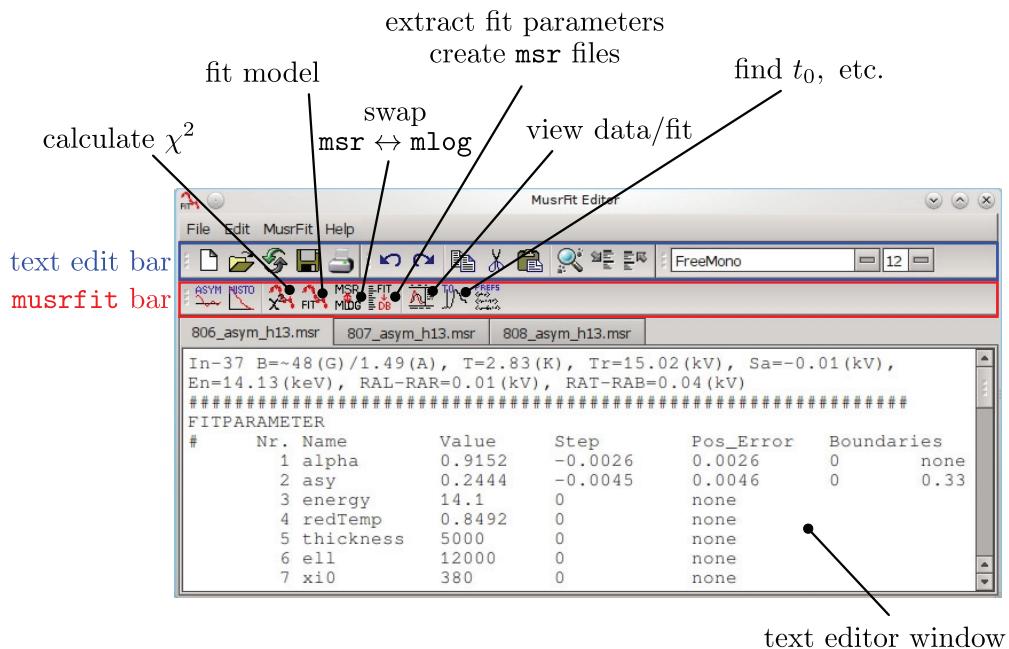 extract fit parameters
create msr files
fit model
find t₀, etc.
swap
msr ↔ mlog
view data/fit
calculate χ²
FIT
MusrFit Editor
File Edit MusrFit Help
text edit bar
FreeMono 12
musrfit bar
ASYM HISTO χ² FIT MSR MLOG FIT DB T0 PREFS
806_asym_h13.msr 807_asym_h13.msr 808_asym_h13.msr
In-37 B=~48(G)/1.49(A), T=2.83(K), Tr=15.02(kV), Sa=-0.01(kV),
En=14.13(keV), RAL-RAR=0.01(kV), RAT-RAB=0.04(kV)
###############################################################
FITPARAMETER
# Nr. Name Value Step Pos_Error Boundaries
1 alpha 0.9152 -0.0026 0.0026 0 none
2 asy 0.2444 -0.0045 0.0046 0 0.33
3 energy 14.1 0 none
4 redTemp 0.8492 0 none
5 thickness 5000 0 none
6 ell 12000 0 none
7 xi0 380 0 none
text editor window